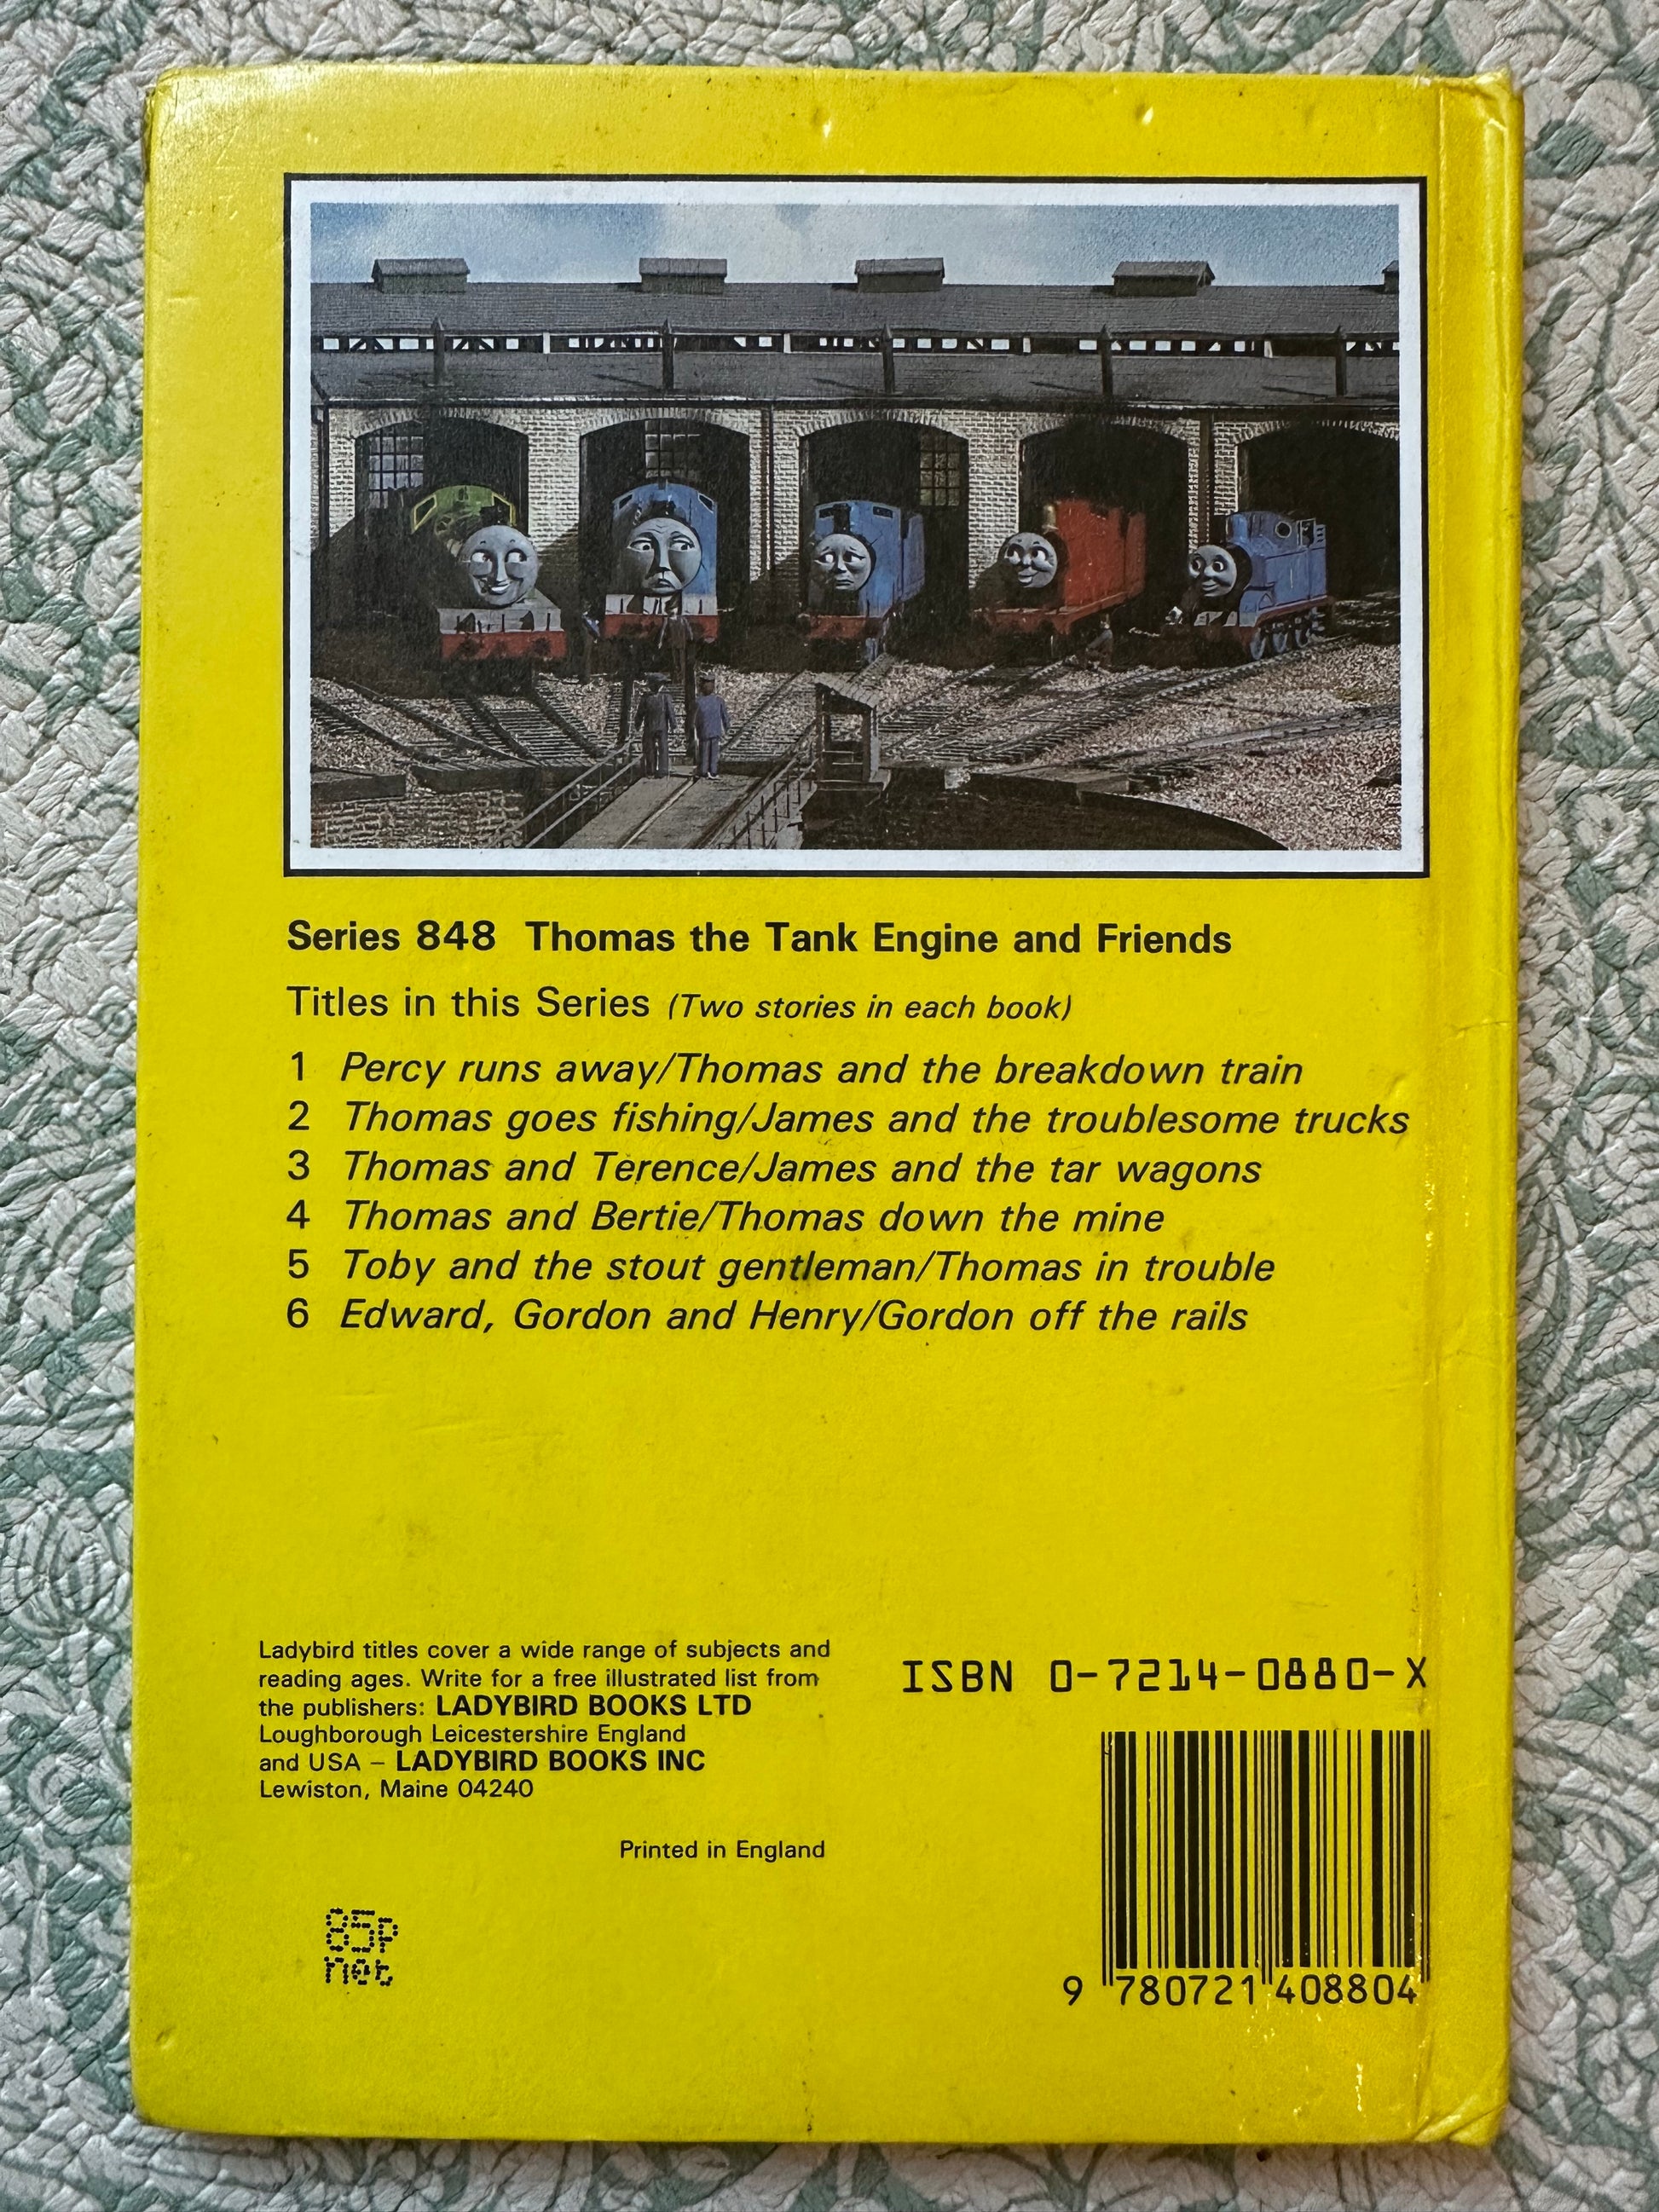 Series 848 Thomas the Tank Engine and Friends
Titles in this Series (Two stories in each book)
1 Percy runs away/Thomas and the breakdown train
2 Thomas goes fishing/James and the troublesome trucks
3 Thomas and Terence/James and the tar wagons
4 Thomas and Bertie/Thomas down the mine
5 Toby and the stout gentleman/Thomas in trouble
6 Edward, Gordon and Henry/Gordon off the rails
Ladybird titles cover a wide range of subjects and
reading ages. Write for a free illustrated list from
the publishers: LADYBIRD BOOKS LTD
Loughborough Leicestershire England
and USA – LADYBIRD BOOKS INC
Lewiston, Maine 04240
Printed in England
85p
net
ISBN 0-7214-0880-X
9 780721 408804